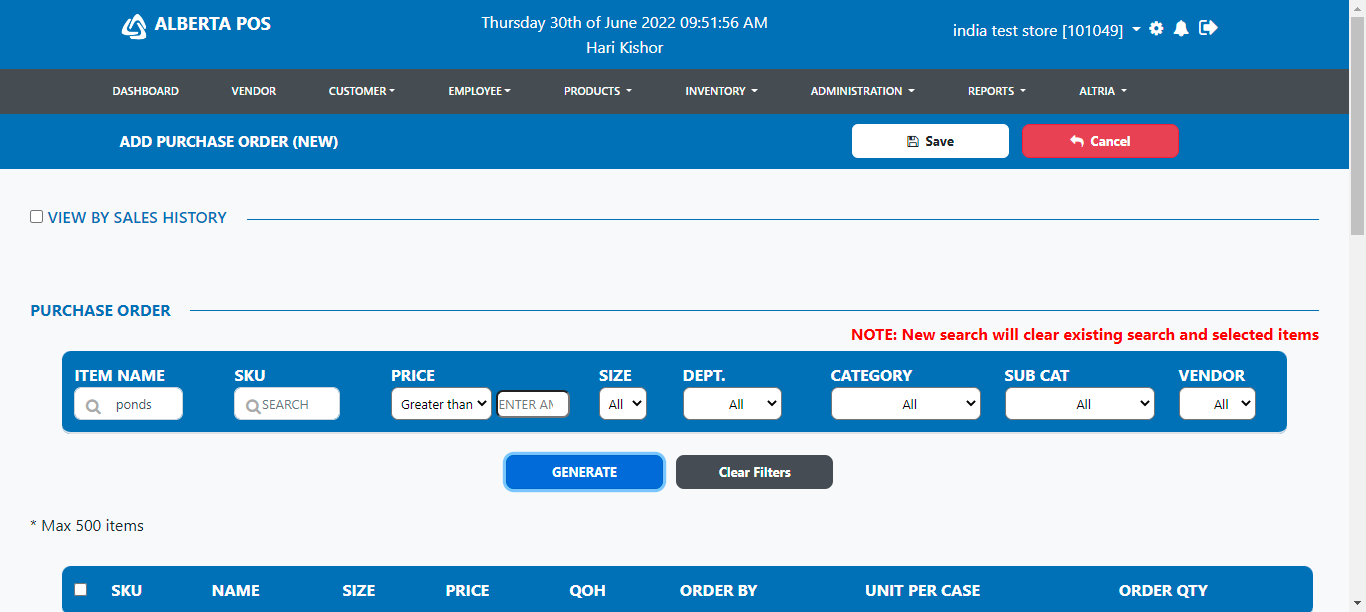 ALBERTA POS
Thursday 30th of June 2022 09:51:56 AM
Hari Kishor
india test store [101049]
DASHBOARD VENDOR CUSTOMER EMPLOYEE PRODUCTS INVENTORY ADMINISTRATION REPORTS ALTRIA
ADD PURCHASE ORDER (NEW) Save Cancel
VIEW BY SALES HISTORY
PURCHASE ORDER
NOTE: New search will clear existing search and selected items
ITEM NAME SKU PRICE SIZE DEPT. CATEGORY SUB CAT VENDOR
ponds SEARCH Greater than ENTER AM All All All All All
GENERATE Clear Filters
* Max 500 items
SKU NAME SIZE PRICE QOH ORDER BY UNIT PER CASE ORDER QTY